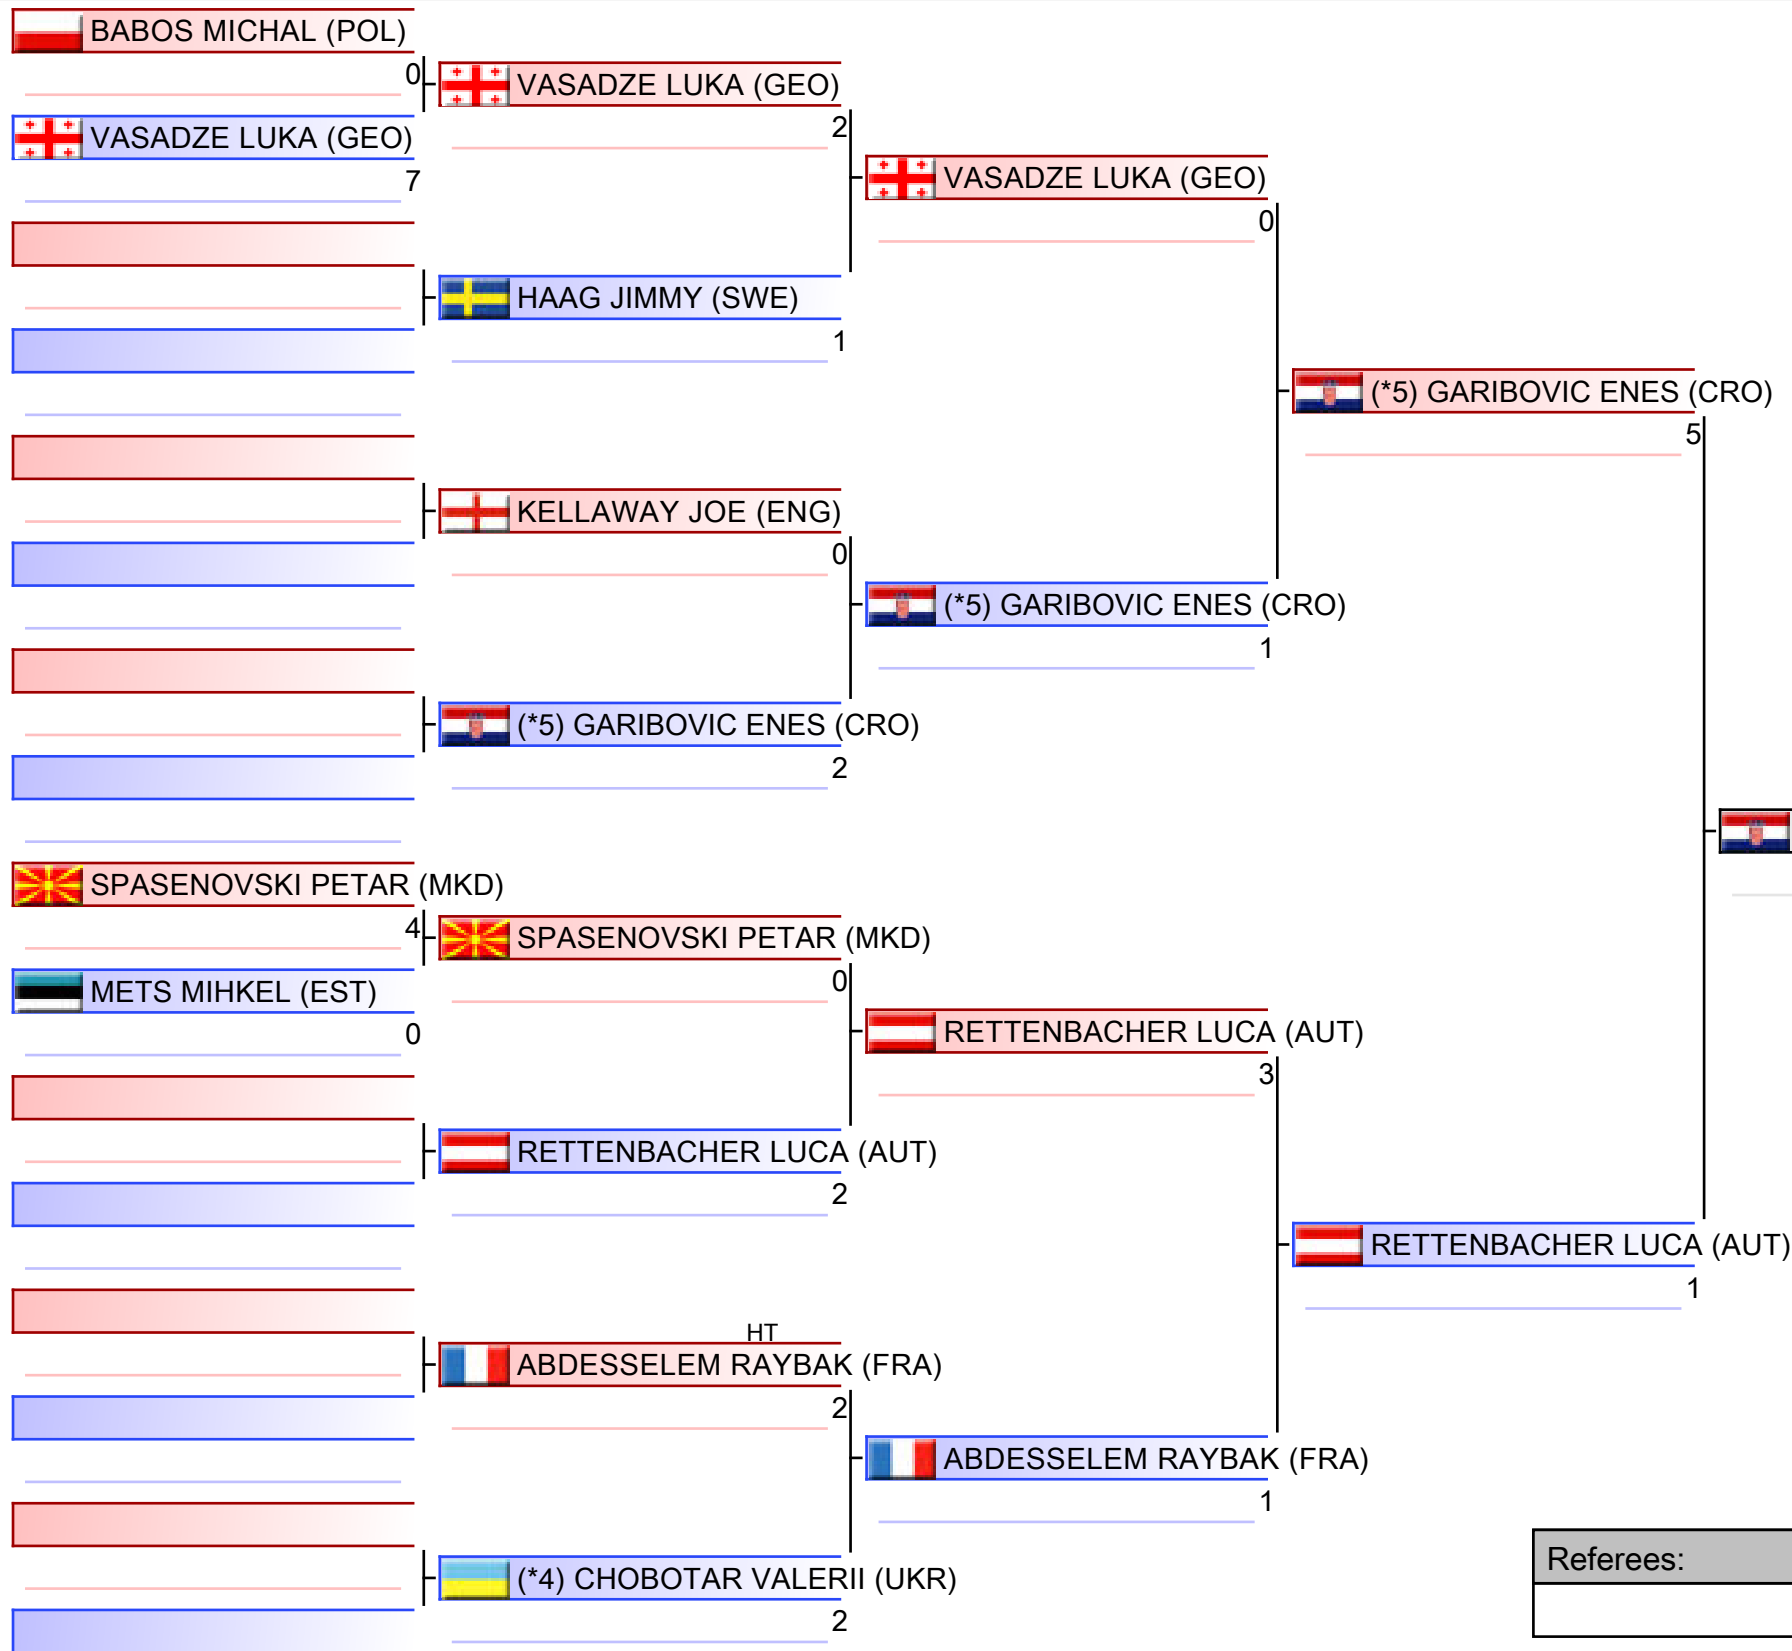 BABOS MICHAL (POL)
0
VASADZE LUKA (GEO)
7
VASADZE LUKA (GEO)
2
HAAG JIMMY (SWE)
1
VASADZE LUKA (GEO)
0
KELLAWAY JOE (ENG)
0
(*5) GARIBOVIC ENES (CRO)
2
(*5) GARIBOVIC ENES (CRO)
1
(*5) GARIBOVIC ENES (CRO)
5
SPASENOVSKI PETAR (MKD)
4
METS MIHKEL (EST)
0
SPASENOVSKI PETAR (MKD)
0
RETTENBACHER LUCA (AUT)
2
RETTENBACHER LUCA (AUT)
3
HT
ABDESSELEM RAYBAK (FRA)
2
(*4) CHOBOTAR VALERII (UKR)
2
ABDESSELEM RAYBAK (FRA)
1
RETTENBACHER LUCA (AUT)
1
Referees: